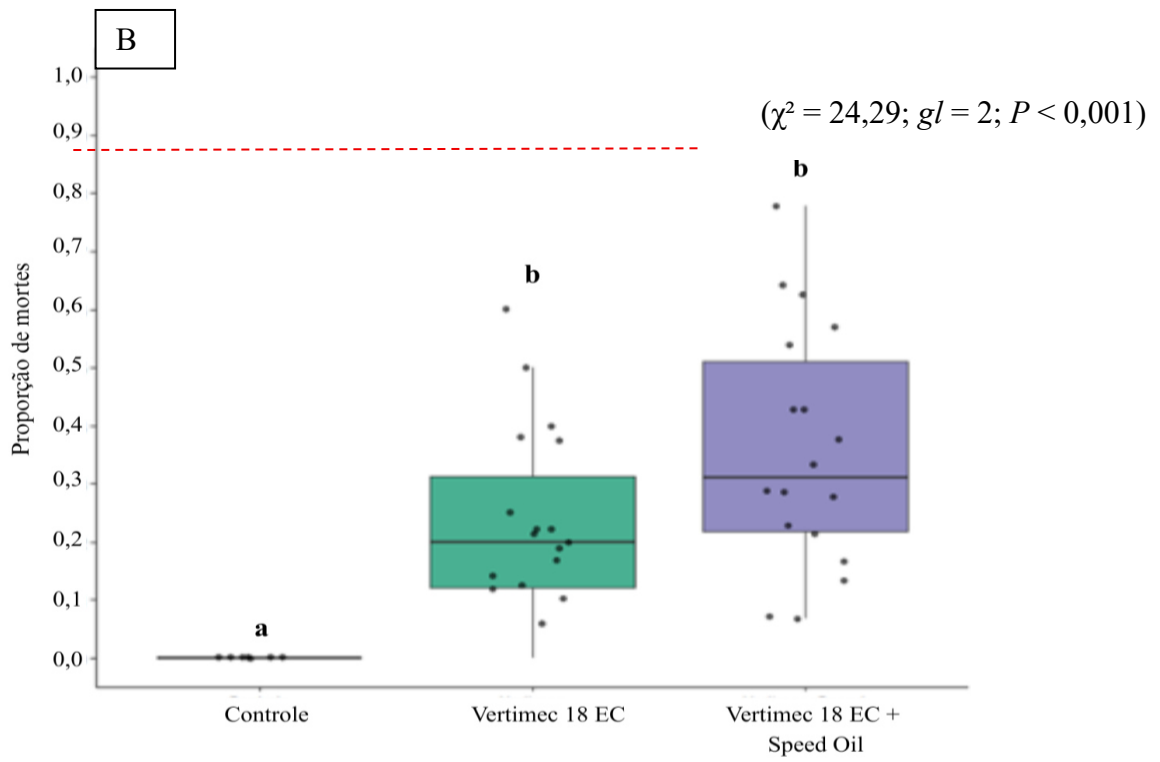 B
(χ² = 24,29; gl = 2; P < 0,001)
Proporção de mortes
1,0
0,9
0,8
0,7
0,6
0,5
0,4
0,3
0,2
0,1
0,0
a
b
b
Controle
Vertimec 18 EC
Vertimec 18 EC +
Speed Oil